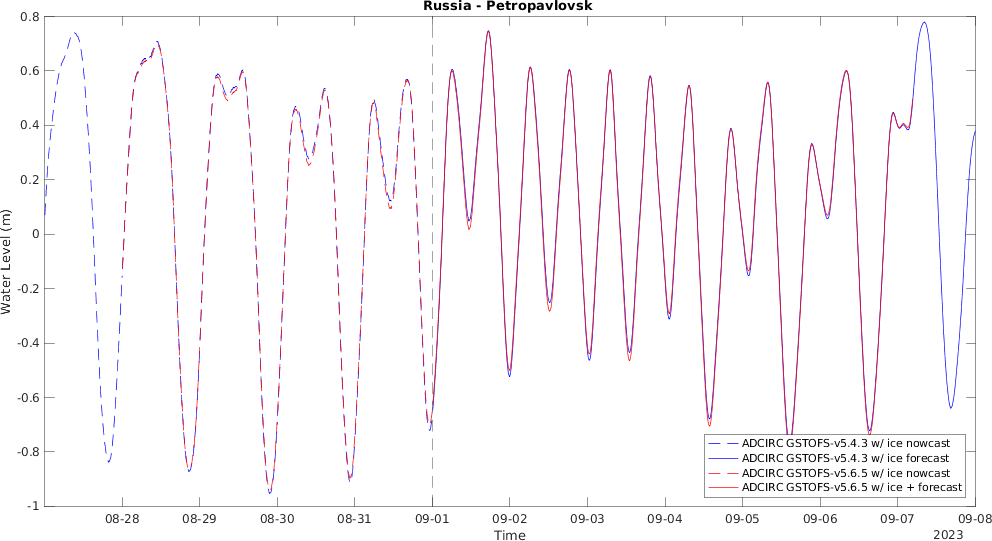 Russia - Petropavlovsk
0.8
0.6
0.4
0.2
0
-0.2
-0.4
-0.6
-0.8
-1
Water Level (m)
ADCIRC GSTOFS-v5.4.3 w/ ice nowcast
ADCIRC GSTOFS-v5.4.3 w/ ice forecast
ADCIRC GSTOFS-v5.6.5 w/ ice nowcast
ADCIRC GSTOFS-v5.6.5 w/ ice + forecast
08-28 08-29 08-30 08-31 09-01 09-02 09-03 09-04 09-05 09-06 09-07 09-08
Time
2023